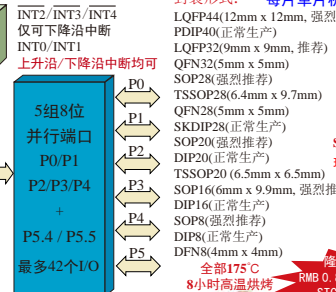 INT2/INT3/INT4
仅可下降沿中断
INT0/INT1
上升沿/下降沿中断均可
5组8位
并行端口
P0/P1
P2/P3/P4
+
P5.4 / P5.5
最多42个I/O
P0
P1
P2
P3
P4
P5
LQFP44(12mm x 12mm, 强烈
PDIP40(正常生产)
LQFP32(9mm x 9mm, 推荐)
QFN32(5mm x 5mm)
SOP28(强烈推荐)
TSSOP28(6.4mm x 9.7mm)
QFN28(5mm x 5mm)
SKDIP28(正常生产)
SOP20(强烈推荐)
DIP20(正常生产)
TSSOP20 (6.5mm x 6.5mm)
SOP16(6mm x 9.9mm, 强烈推
DIP16(正常生产)
SOP8(强烈推荐)
DIP8(正常生产)
DFN8(4mm x 4mm)
全部175℃
8小时高温烘烤
隆
RMB 0.